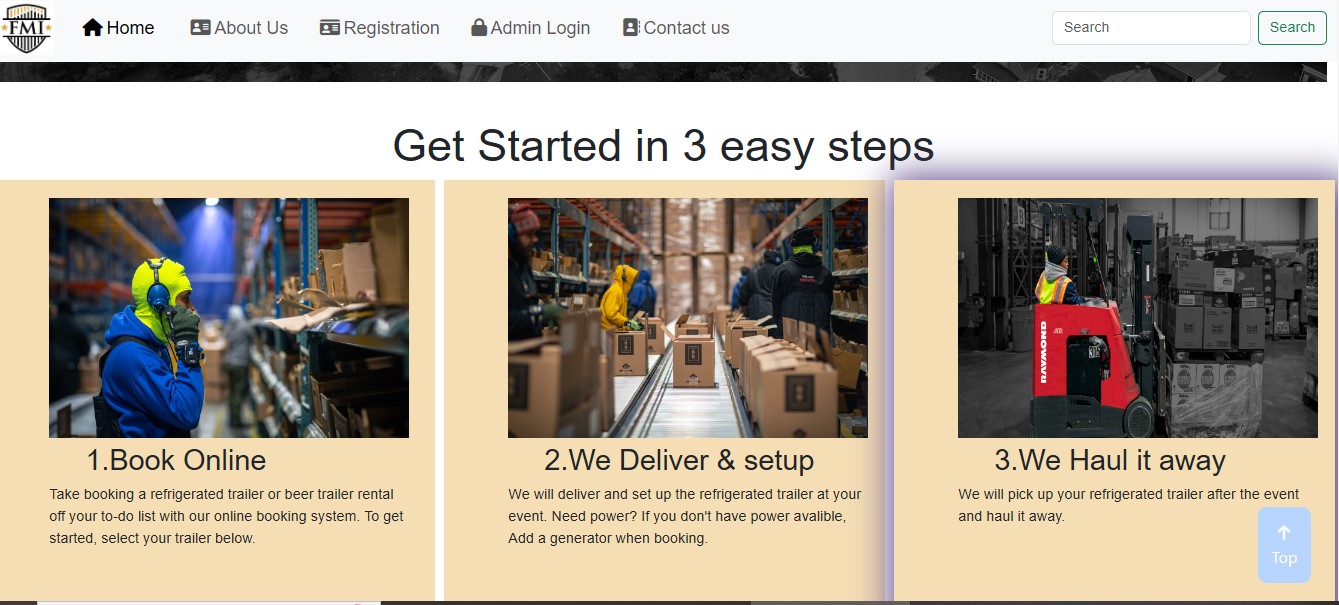 FMI
Home
About Us
Registration
Admin Login
Contact us
Search
Search
Get Started in 3 easy steps
RAYMOND
1.Book Online
2.We Deliver & setup
3.We Haul it away
Take booking a refrigerated trailer or beer trailer rental
off your to-do list with our online booking system. To get
started, select your trailer below.
We will deliver and set up the refrigerated trailer at your
event. Need power? If you don't have power avalible,
Add a generator when booking.
We will pick up your refrigerated trailer after the event
and haul it away.
Top